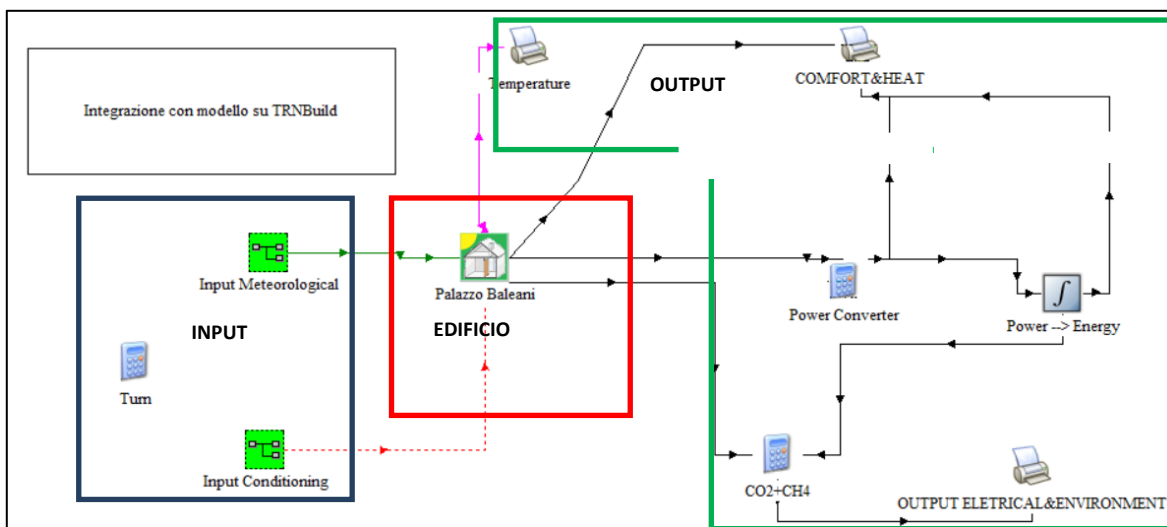 Integrazione con modello su TRNBuild
Temperature
OUTPUT
COMFORT&HEAT
Input Meteorological
Palazzo Baleani
Power Converter
Power --> Energy
INPUT
EDIFICIO
Turn
Input Conditioning
CO2+CH4
OUTPUT ELETRICAL&ENVIRONMENT